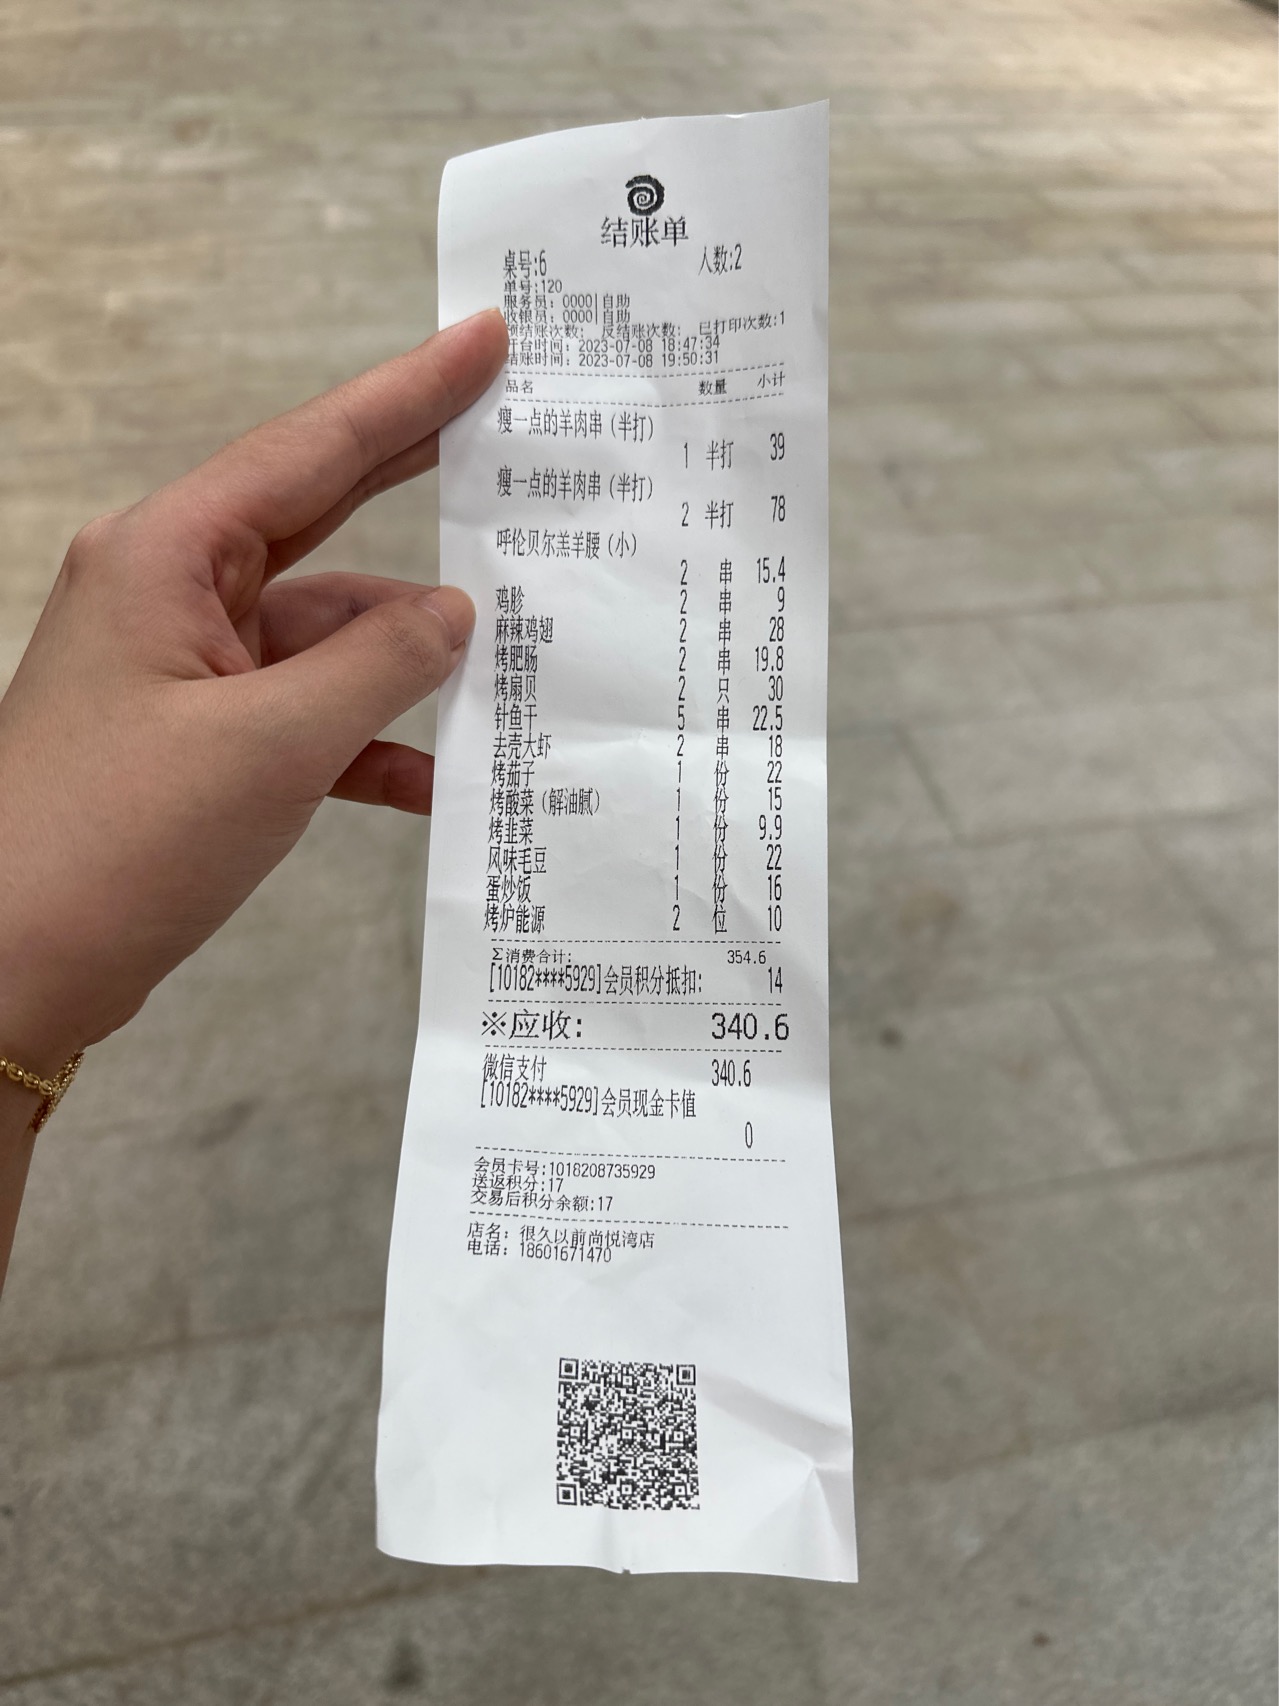 结账单
桌号:6 人数:2
单号:120
服务员: 0000|自助
收银员: 0000|自助
预结账次数: 反结账次数: 已打印次数:1
开台时间: 2023-07-08 18:47:34
结账时间: 2023-07-08 19:50:31
品名 数量 小计
瘦一点的羊肉串(半打)
1 半打 39
瘦一点的羊肉串(半打)
2 半打 78
呼伦贝尔羔羊腰(小)
2 串 15.4
鸡胗 2 串 9
麻辣鸡翅 2 串 28
烤肥肠 2 串 19.8
烤扇贝 2 只 30
针鱼干 5 串 22.5
去壳大虾 2 串 18
烤茄子 1 份 22
烤酸菜(解油腻) 1 份 15
烤韭菜 1 份 9.9
风味毛豆 1 份 22
蛋炒饭 1 份 16
烤炉能源 2 位 10
∑消费合计: 354.6
[10182****5929]会员积分抵扣: 14
※应收: 340.6
微信支付 340.6
[10182****5929]会员现金卡值
0
会员卡号:1018208735929
送返积分:17
交易后积分余额:17
店名: 很久以前尚悦湾店
电话: 18601671470